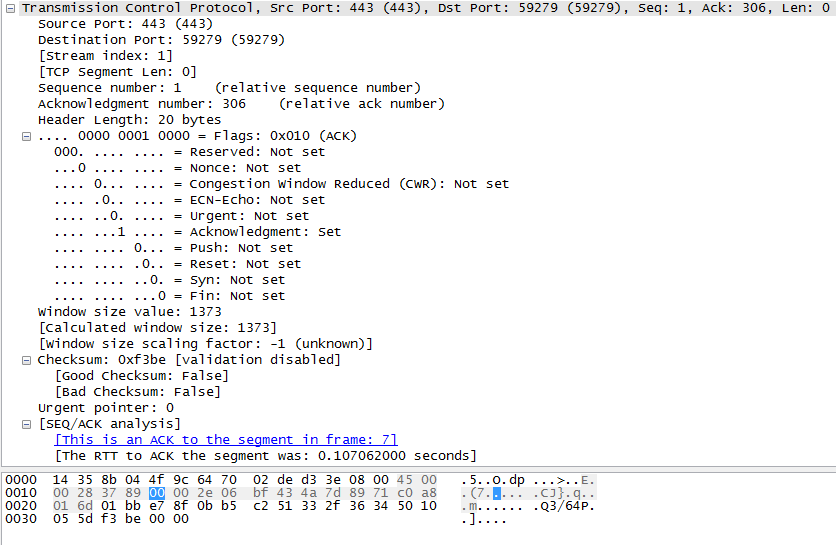 Transmission Control Protocol, Src Port: 443 (443), Dst Port: 59279 (59279), Seq: 1, Ack: 306, Len: 0
Source Port: 443 (443)
Destination Port: 59279 (59279)
[Stream index: 1]
[TCP Segment Len: 0]
Sequence number: 1    (relative sequence number)
Acknowledgment number: 306    (relative ack number)
Header Length: 20 bytes
.... 0000 0001 0000 = Flags: 0x010 (ACK)
000. .... .... = Reserved: Not set
...0 .... .... = Nonce: Not set
.... 0... .... = Congestion Window Reduced (CWR): Not set
.... .0.. .... = ECN-Echo: Not set
.... ..0. .... = Urgent: Not set
.... ...1 .... = Acknowledgment: Set
.... .... 0... = Push: Not set
.... .... .0.. = Reset: Not set
.... .... ..0. = Syn: Not set
.... .... ...0 = Fin: Not set
Window size value: 1373
[Calculated window size: 1373]
[Window size scaling factor: -1 (unknown)]
Checksum: 0xf3be [validation disabled]
[Good Checksum: False]
[Bad Checksum: False]
Urgent pointer: 0
[SEQ/ACK analysis]
[This is an ACK to the segment in frame: 7]
[The RTT to ACK the segment was: 0.107062000 seconds]
0000  14 35 8b 04 4f 9c 64 70  02 de d3 3e 08 00 45 00   .5..O.dp ...>..E.
0010  00 28 37 89 00 00 2e 06  bf 43 4a 7d 89 71 c0 a8   .(7..... .CJ}.q..
0020  01 6d 01 bb e7 8f 0b b5  c2 51 33 2f 36 34 50 10   .m...... .Q3/64P.
0030  05 5d f3 be 00 00   .]....